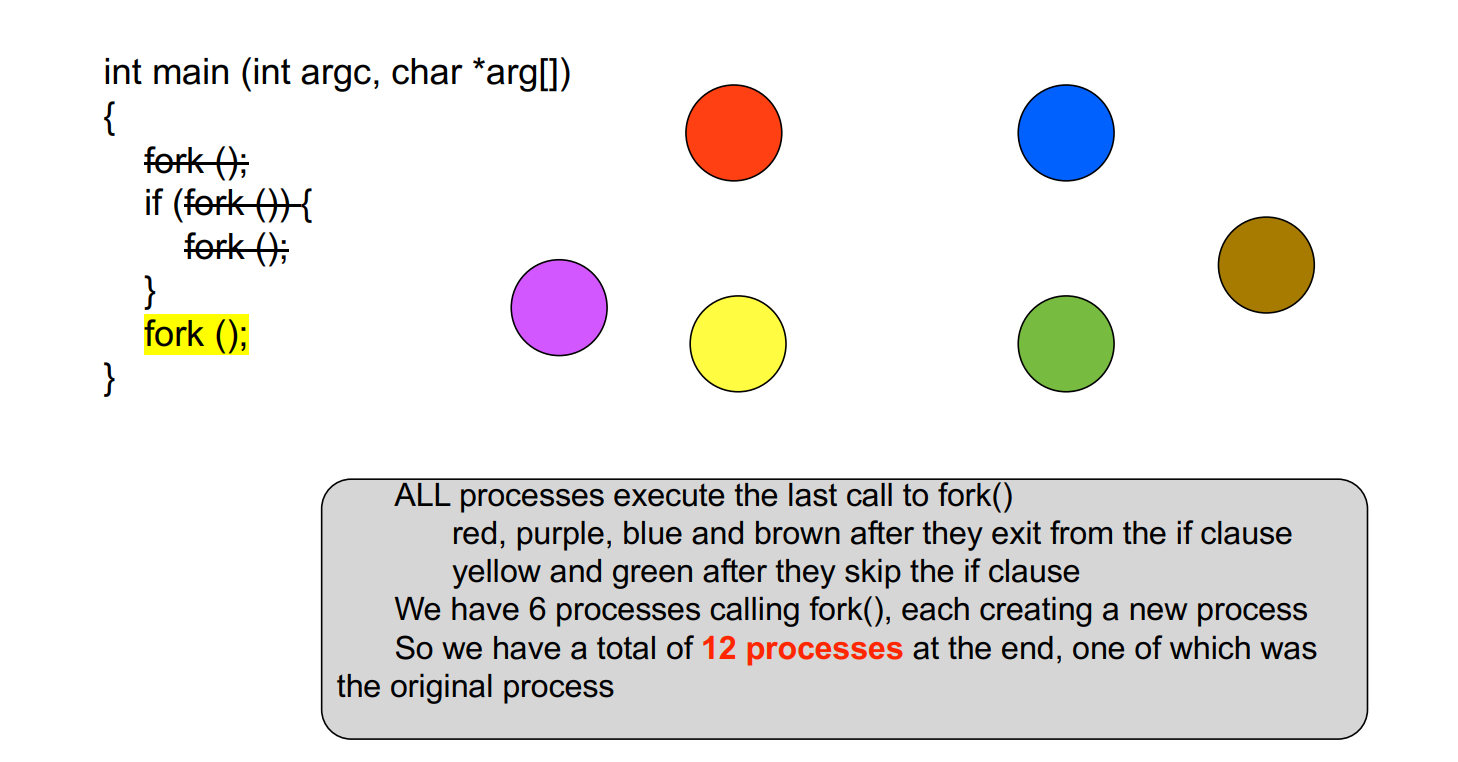 int main (int argc, char *arg[])
{
fork ();
if (fork ()) {
fork ();
}
fork ();
}
ALL processes execute the last call to fork()
red, purple, blue and brown after they exit from the if clause
yellow and green after they skip the if clause
We have 6 processes calling fork(), each creating a new process
So we have a total of 12 processes at the end, one of which was
the original process